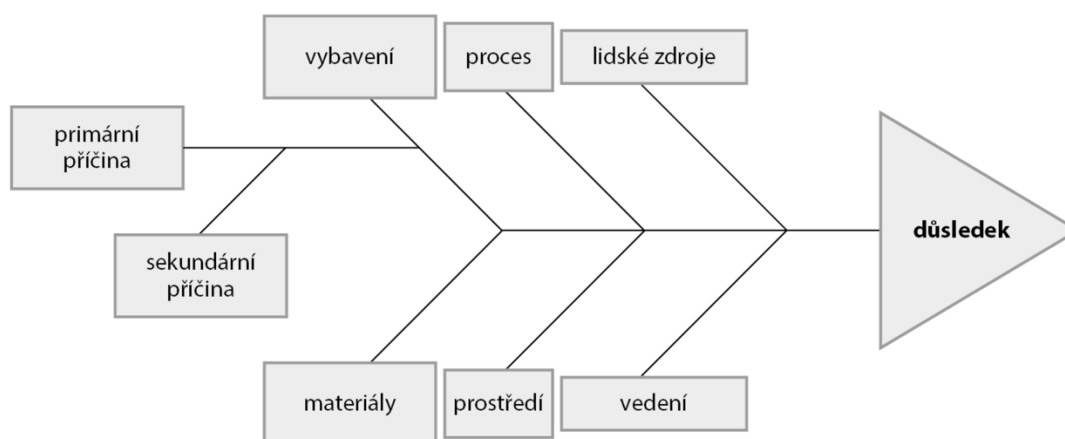 vybavení
proces
lidské zdroje
primární
příčina
sekundární
příčina
důsledek
materiály
prostředí
vedení